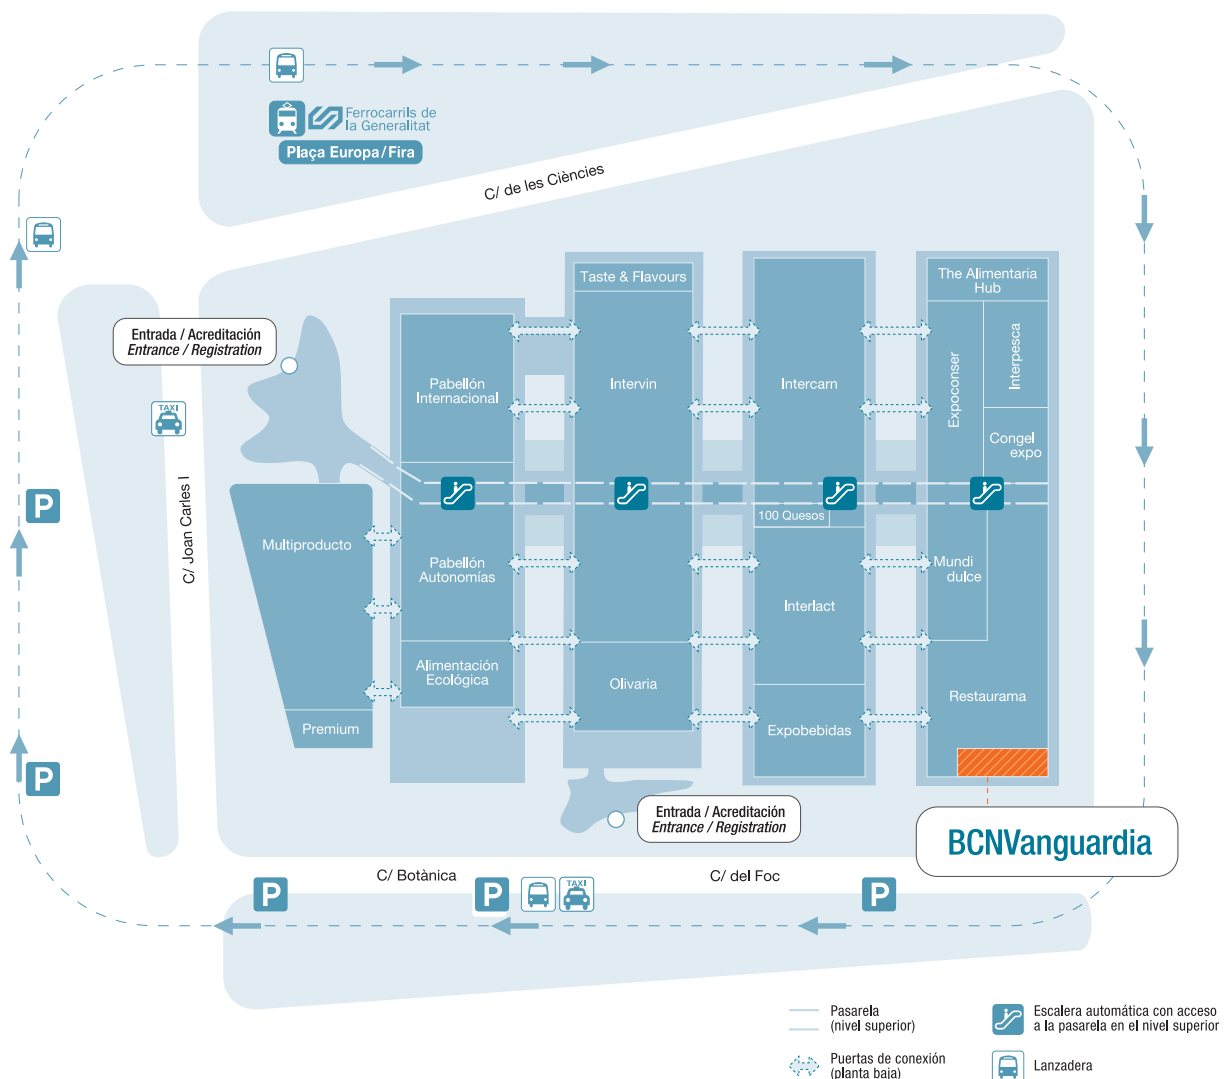 Ferrocarrils de
la Generalitat
Plaça Europa/Fira
C/ de les Ciències
Taste & Flavours
The Alimentaria
Hub
Entrada / Acreditación
Entrance / Registration
Pabellón
Internacional
Intervin
Intercarn
Expoconser
Interpesca
TAXI
Congel
expo
P
C/ Joan Carles I
100 Quesos
Multiproducto
Pabellón
Autonomías
Mundi
dulce
Interlact
Alimentación
Ecológica
Olivaria
Restaurama
Premium
Expobebidas
P
Entrada / Acreditación
Entrance / Registration
BCNVanguardia
C/ Botànica
C/ del Foc
P
P
TAXI
P
Pasarela
(nivel superior)
Escalera automática con acceso
a la pasarela en el nivel superior
Puertas de conexión
(planta baja)
Lanzadera